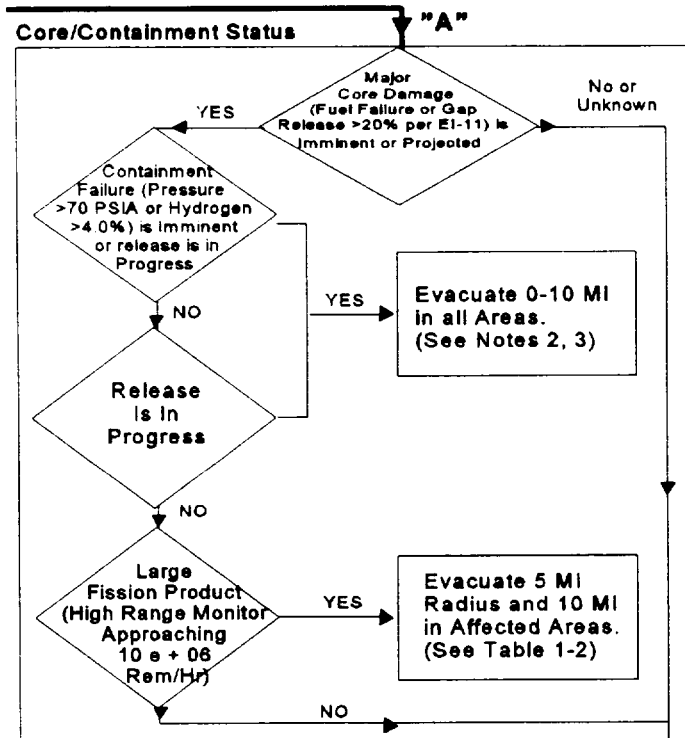 "A"
Core/Containment Status
Major
Core Damage
(Fuel Failure or Gap
Release >20% per EI-11) is
Imminent or Projected
YES
No or
Unknown
Containment
Failure (Pressure
>70 PSIA or Hydrogen
>4.0%) is Imminent
or release is in
Progress
YES
Evacuate 0-10 MI
in all Areas.
(See Notes 2, 3)
NO
Release
Is In
Progress
NO
Large
Fission Product
(High Range Monitor
Approaching
10 e + 06
Rem/Hr)
YES
Evacuate 5 MI
Radius and 10 MI
in Affected Areas.
(See Table 1-2)
NO